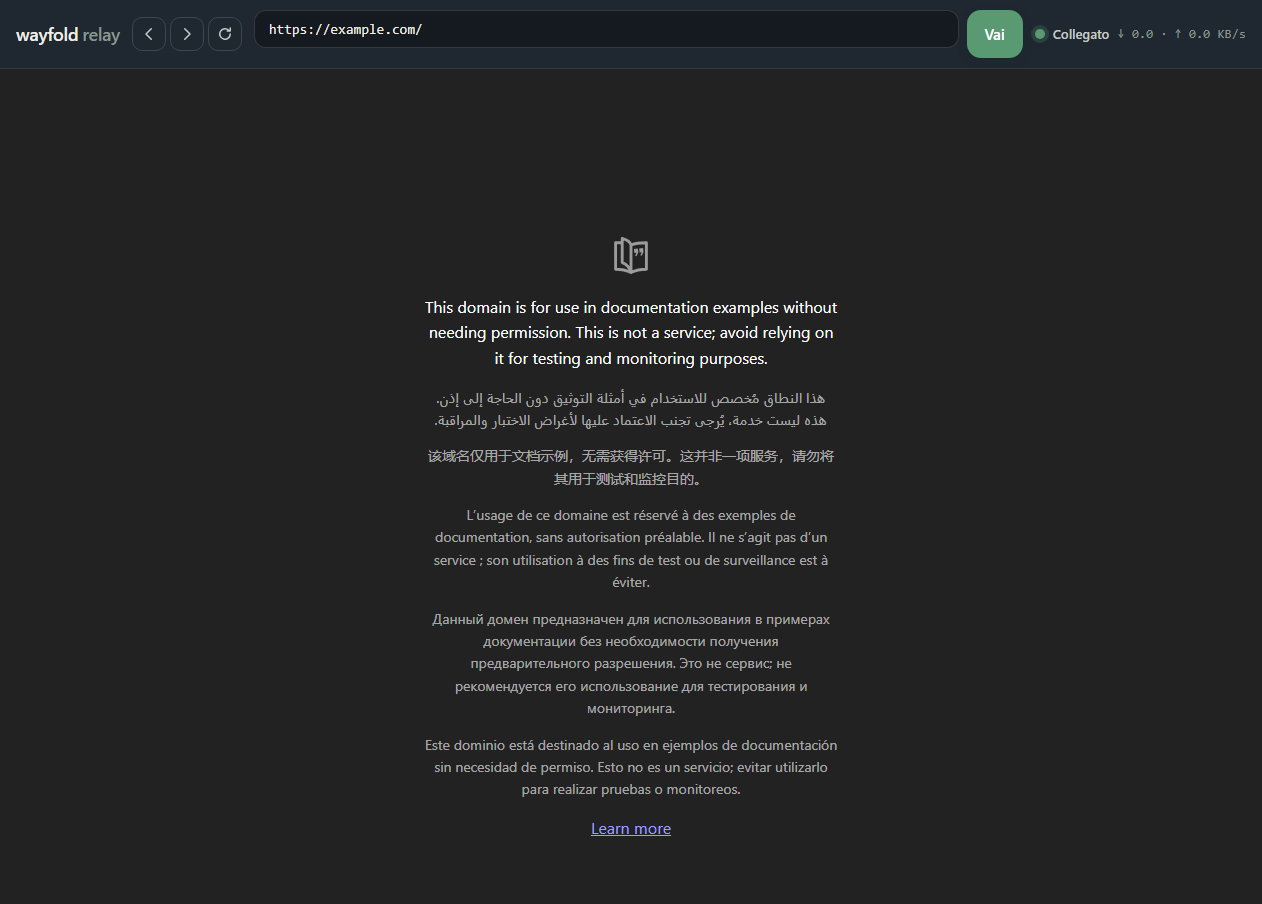 wayfold relay
https://example.com/
Vai
Collegato ↓ 0.0 · ↑ 0.0 KB/s
This domain is for use in documentation examples without
needing permission. This is not a service; avoid relying on
it for testing and monitoring purposes.
هذا النطاق مُخصص للاستخدام في أمثلة التوثيق دون الحاجة إلى إذن.
هذه ليست خدمة، يُرجى تجنب الاعتماد عليها لأغراض الاختبار والمراقبة.
该域名仅用于文档示例，无需获得许可。这并非一项服务，请勿将
其用于测试和监控目的。
L’usage de ce domaine est réservé à des exemples de
documentation, sans autorisation préalable. Il ne s’agit pas d’un
service ; son utilisation à des fins de test ou de surveillance est à
éviter.
Данный домен предназначен для использования в примерах
документации без необходимости получения
предварительного разрешения. Это не сервис; не
рекомендуется его использование для тестирования и
мониторинга.
Este dominio está destinado al uso en ejemplos de documentación
sin necesidad de permiso. Esto no es un servicio; evitar utilizarlo
para realizar pruebas o monitoreos.
Learn more